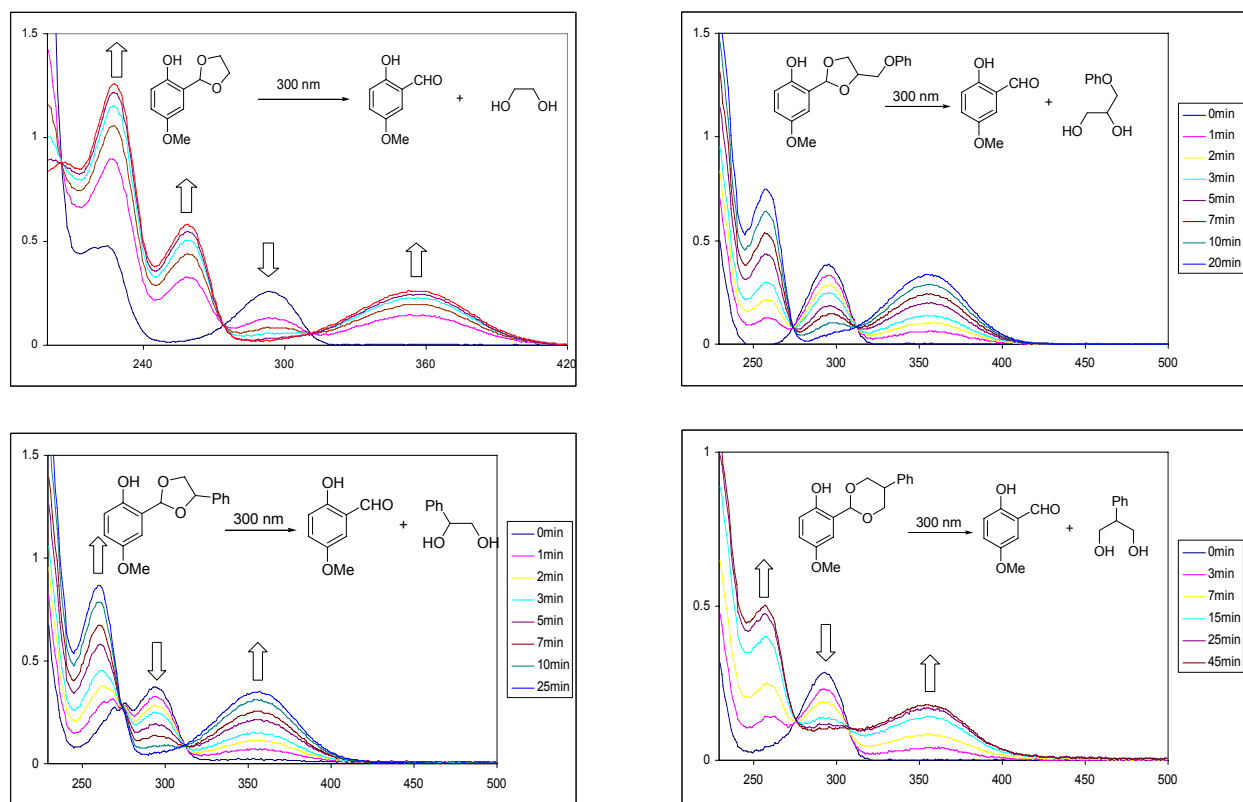 1.5
1
0.5
0
240
300
360
420
OH
O
O
OMe
300 nm
OH
CHO
OMe
+
HO
OH
1.5
1
0.5
0
250
300
350
400
450
500
OH
O
O
OPh
OMe
300 nm
OH
CHO
OMe
+
PhO
HO
OH
0min
1min
2min
3min
5min
7min
10min
20min
1.5
1
0.5
0
250
300
350
400
450
500
OH
O
O
Ph
OMe
300 nm
OH
CHO
OMe
+
Ph
OH
HO
0min
1min
2min
3min
5min
7min
10min
25min
1
0.5
0
250
300
350
400
450
500
OH
O
O
Ph
OMe
300 nm
OH
CHO
OMe
+
Ph
OH
OH
0min
3min
7min
15min
25min
45min